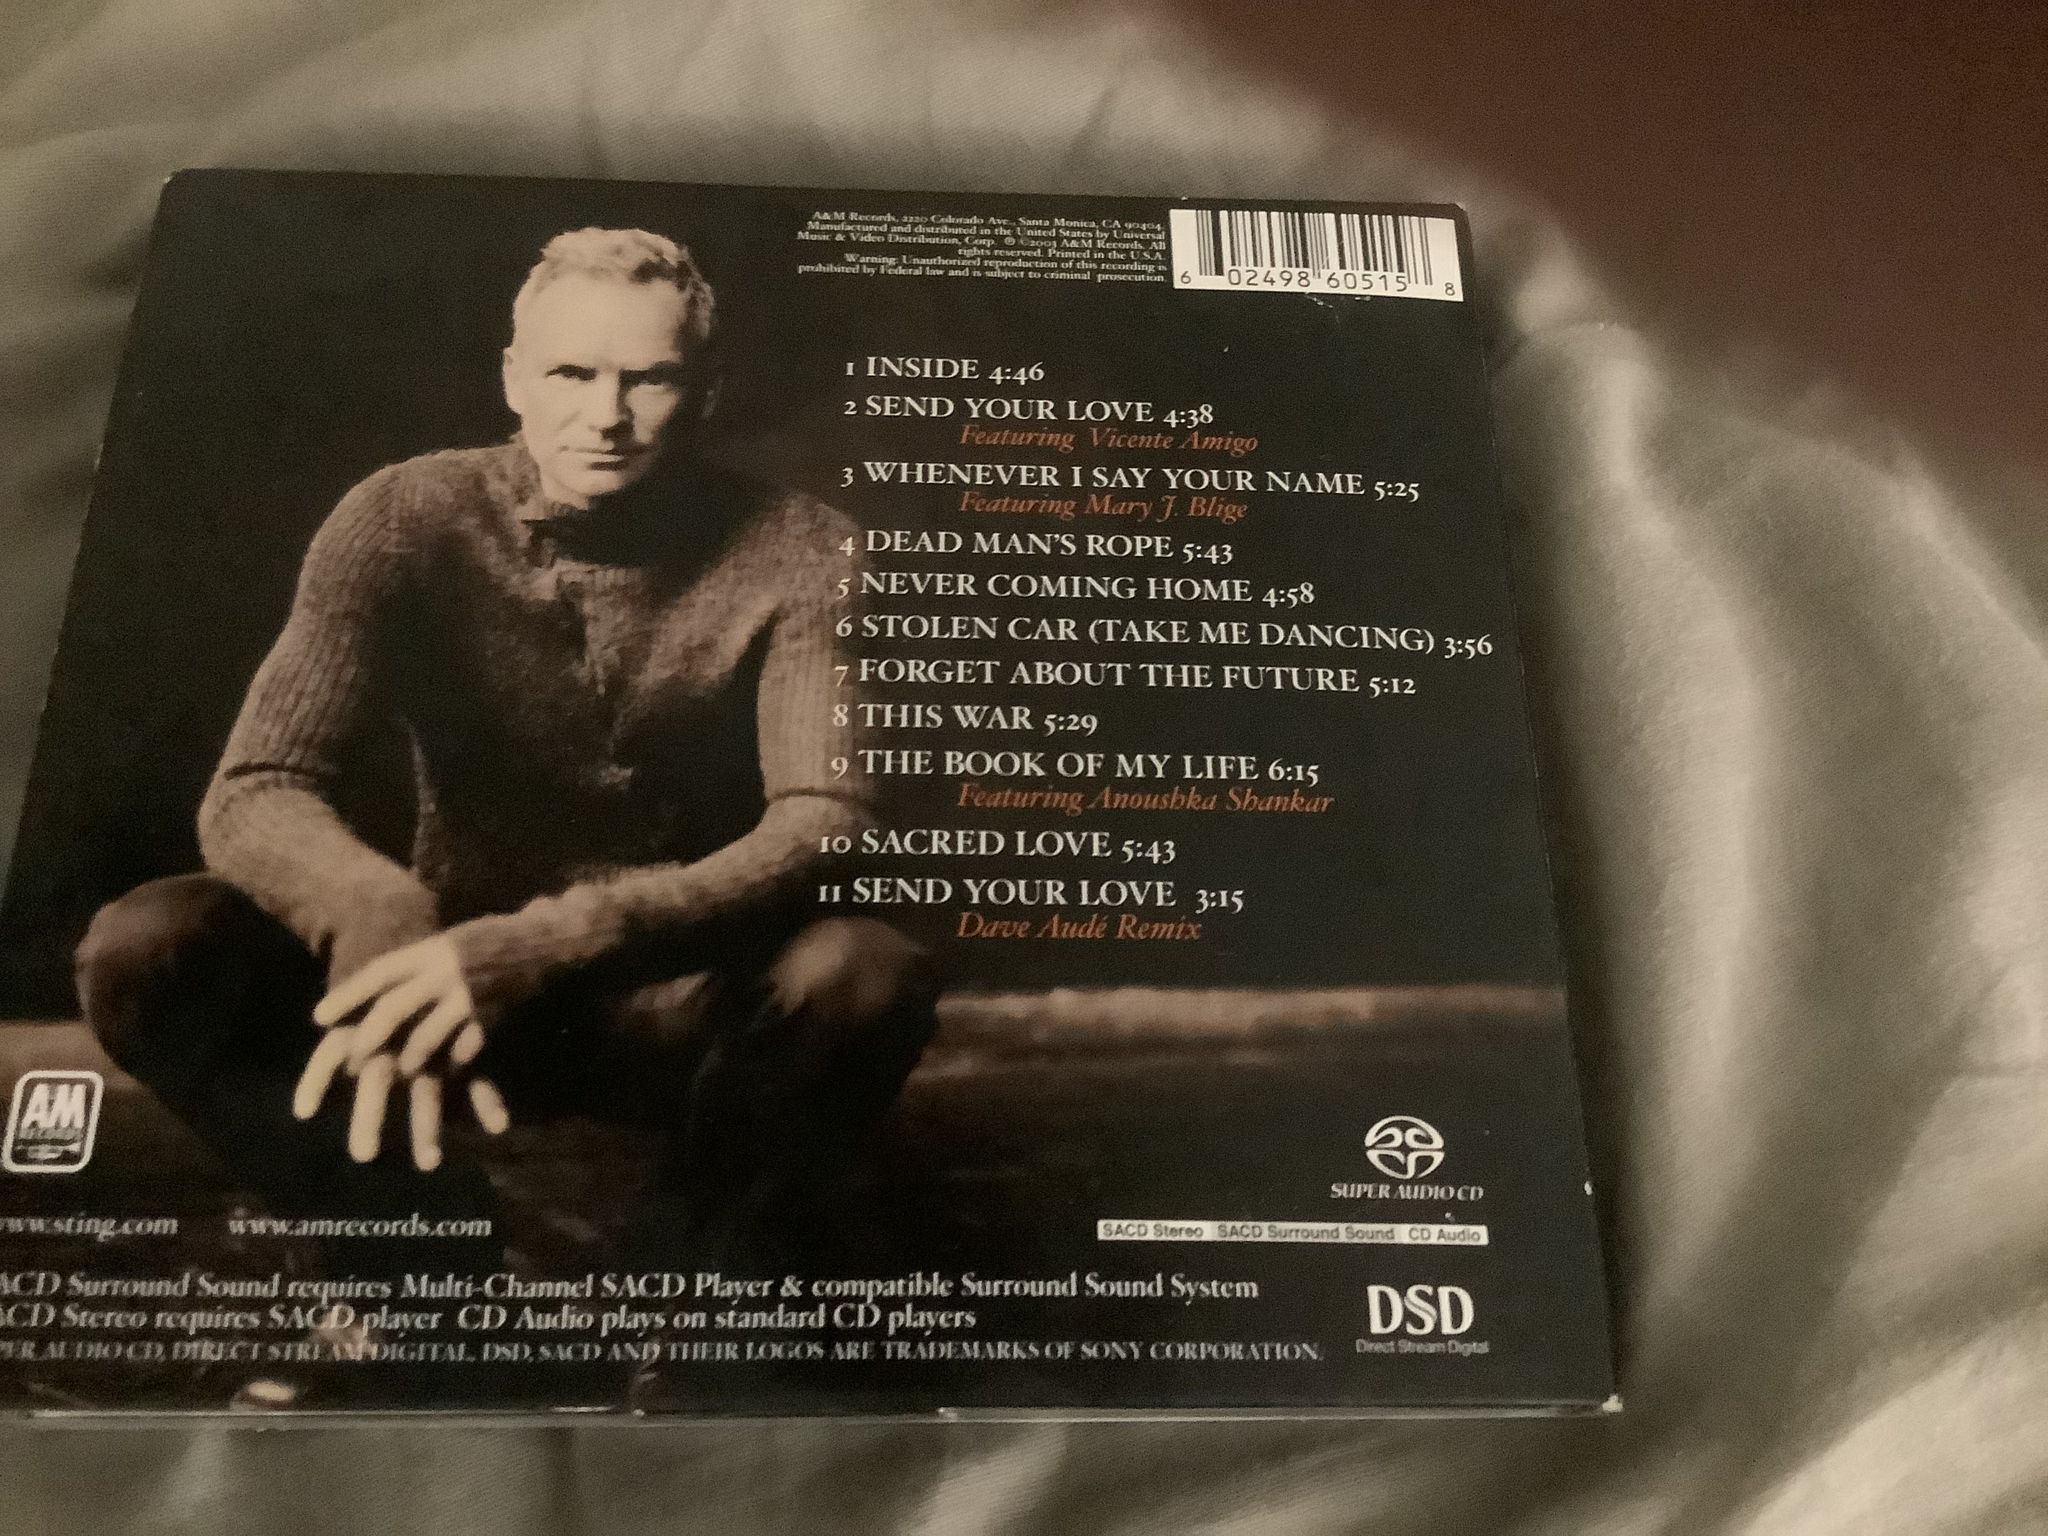 A&M Records, 2220 Colorado Ave., Santa Monica, CA 90404.
Manufactured and distributed in the United States by Universal
Music & Video Distribution, Corp. ℗ ©2003 A&M Records. All
rights reserved. Printed in the U.S.A.
Warning: Unauthorized reproduction of this recording is
prohibited by Federal law and is subject to criminal prosecution.
6 02498 60515 8
1 INSIDE 4:46
2 SEND YOUR LOVE 4:38
Featuring Vicente Amigo
3 WHENEVER I SAY YOUR NAME 5:25
Featuring Mary J. Blige
4 DEAD MAN'S ROPE 5:43
5 NEVER COMING HOME 4:58
6 STOLEN CAR (TAKE ME DANCING) 3:56
7 FORGET ABOUT THE FUTURE 5:12
8 THIS WAR 5:29
9 THE BOOK OF MY LIFE 6:15
Featuring Anoushka Shankar
10 SACRED LOVE 5:43
11 SEND YOUR LOVE 3:15
Dave Audé Remix
AM
RECORDS
SUPER AUDIO CD
www.sting.com www.amrecords.com
SACD Stereo SACD Surround Sound CD Audio
ACD Surround Sound requires Multi-Channel SACD Player & compatible Surround Sound System
ACD Stereo requires SACD player CD Audio plays on standard CD players
PER AUDIO CD, DIRECT STREAM DIGITAL, DSD, SACD AND THEIR LOGOS ARE TRADEMARKS OF SONY CORPORATION.
DSD
Direct Stream Digital